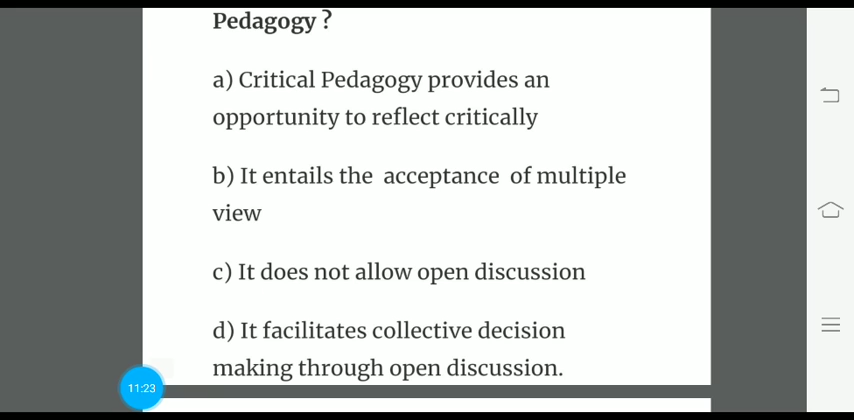 Pedagogy ?
a) Critical Pedagogy provides an
opportunity to reflect critically
b) It entails the acceptance of multiple
view
c) It does not allow open discussion
d) It facilitates collective decision
making through open discussion.
11:23